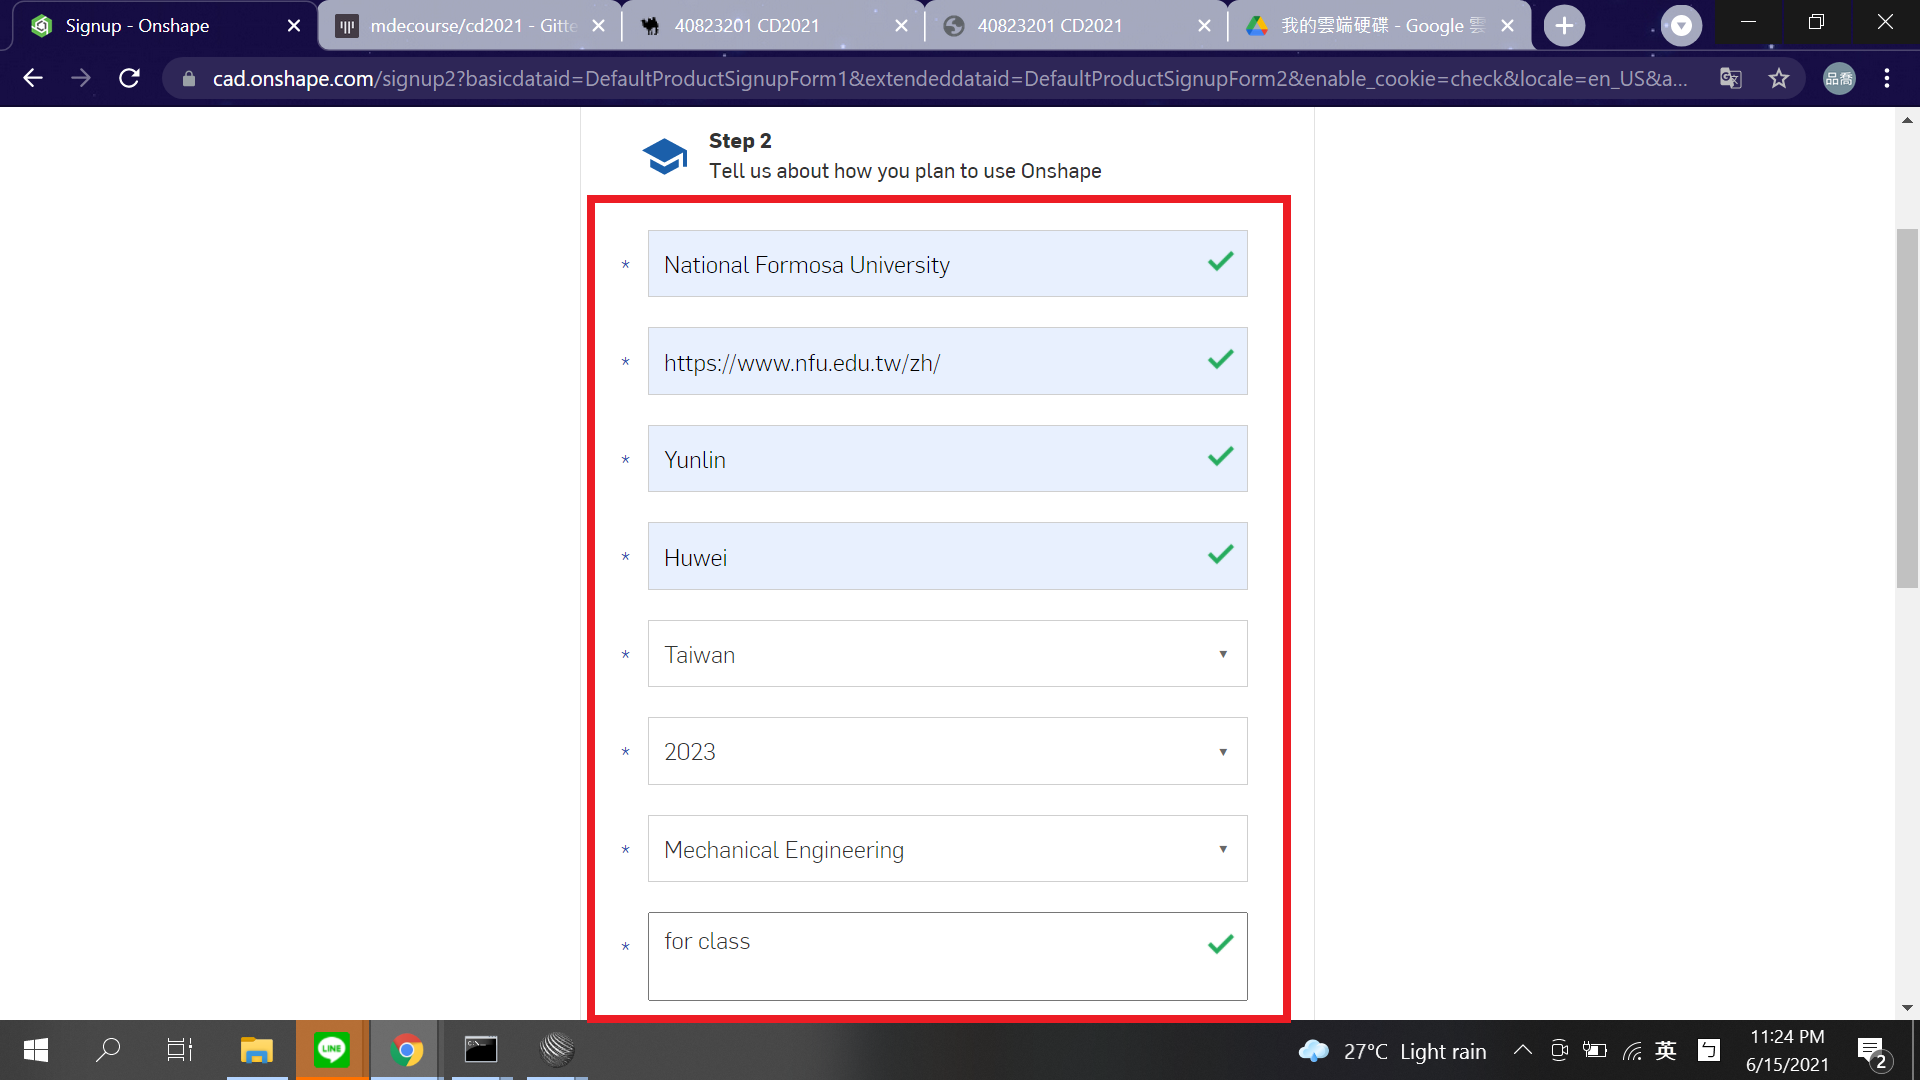 Signup - Onshape
mdecourse/cd2021 - Gitte
40823201 CD2021
40823201 CD2021
我的雲端硬碟 - Google 雲
cad.onshape.com/signup2?basicdataid=DefaultProductSignupForm1&extendeddataid=DefaultProductSignupForm2&enable_cookie=check&locale=en_US&a...
品喬
Step 2
Tell us about how you plan to use Onshape
* National Formosa University
* https://www.nfu.edu.tw/zh/
* Yunlin
* Huwei
* Taiwan
* 2023
* Mechanical Engineering
* for class
LINE
27°C Light rain
英
ㄅ
11:24 PM
6/15/2021
2